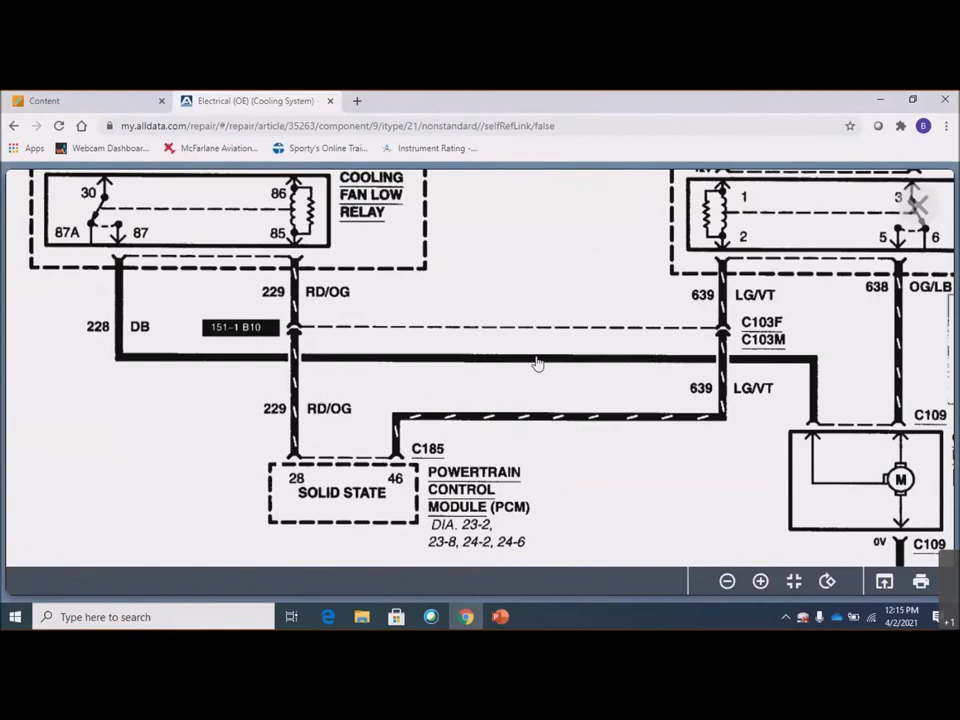 Content
Electrical (OE) (Cooling System)
my.alldata.com/repair/#/repair/article/35263/component/9/itype/21/nonstandard//selfRefLink/false
B
Apps
Webcam Dashboar...
McFarlane Aviation...
Sporty's Online Trai...
Instrument Rating -...
COOLING
FAN LOW
RELAY
30
86
87A
87
85
1
3
2
5
6
229 RD/OG
639 LG/VT
638 OG/LB
228 DB
151-1 B10
C103F
C103M
639 LG/VT
229 RD/OG
C109
C185
28
46
SOLID STATE
POWERTRAIN
CONTROL
MODULE (PCM)
DIA. 23-2,
23-8, 24-2, 24-6
M
0V
C109
Type here to search
12:15 PM
4/2/2021
+1